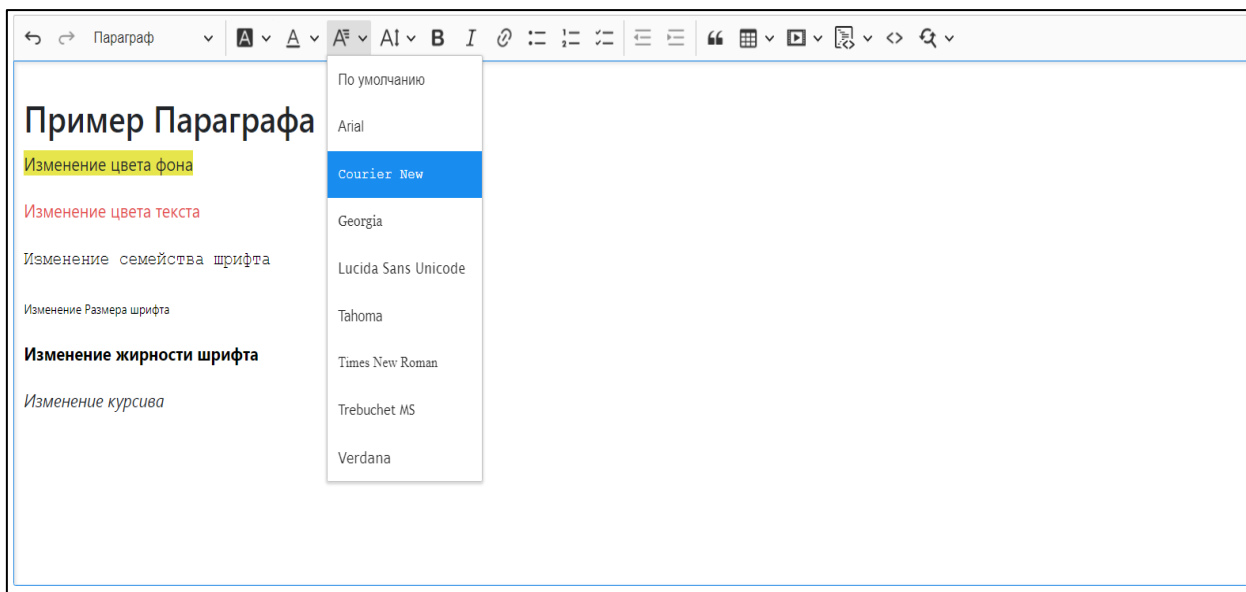 Параграф
По умолчанию
Пример Параграфа
Arial
Изменение цвета фона
Courier New
Изменение цвета текста
Georgia
Изменение семейства шрифта
Lucida Sans Unicode
Изменение Размера шрифта
Tahoma
Изменение жирности шрифта
Times New Roman
Изменение курсива
Trebuchet MS
Verdana